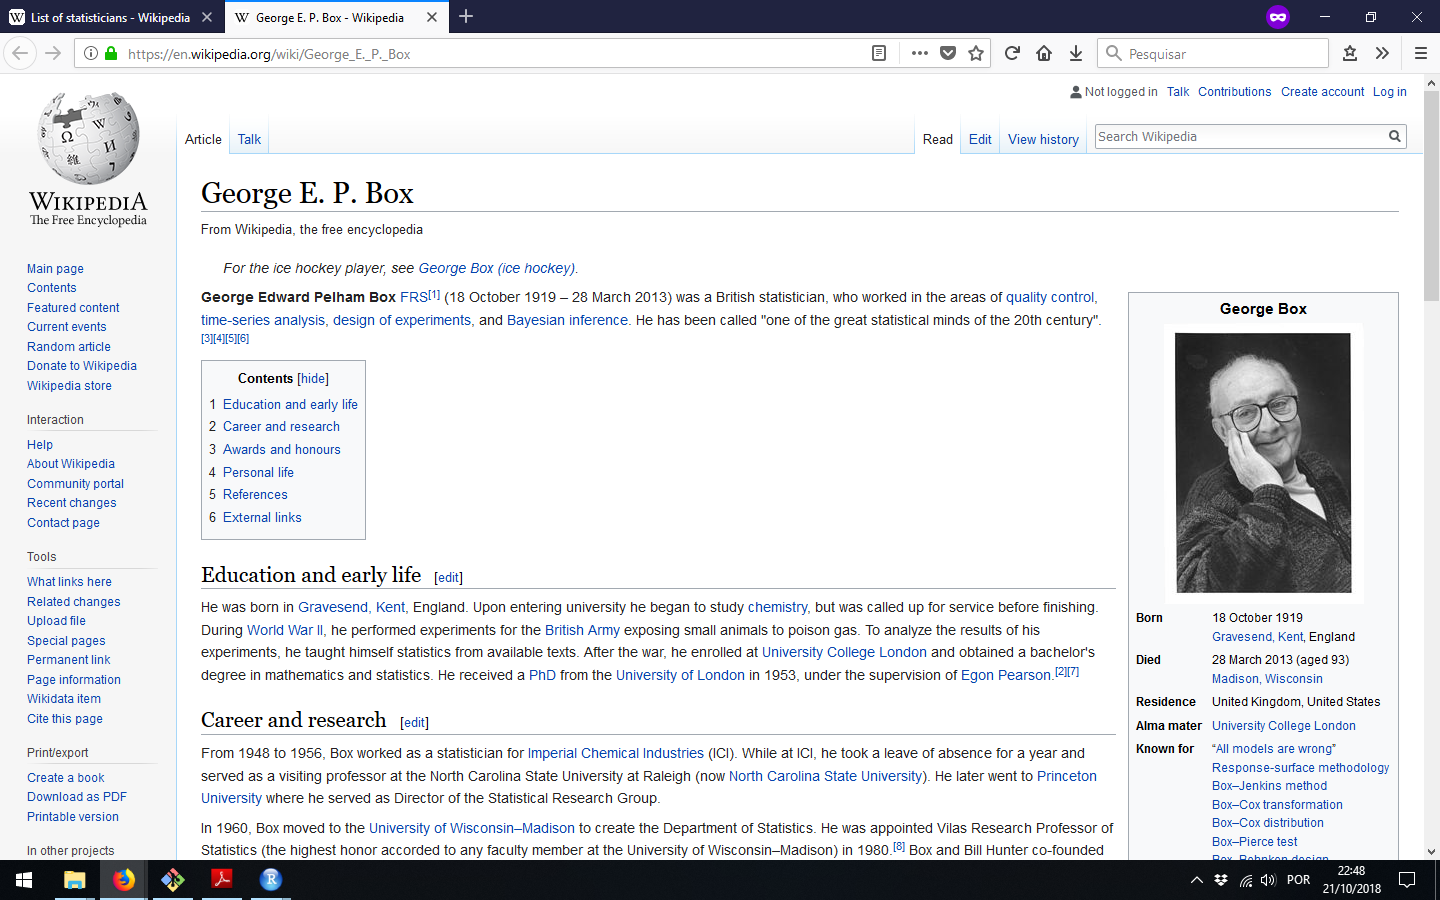 List of statisticians - Wikipedia
George E. P. Box - Wikipedia
https://en.wikipedia.org/wiki/George_E._P._Box
Pesquisar
Not logged in Talk Contributions Create account Log in
Article Talk
Read Edit View history
Search Wikipedia
WIKIPEDIA
The Free Encyclopedia
Main page
Contents
Featured content
Current events
Random article
Donate to Wikipedia
Wikipedia store
Interaction
Help
About Wikipedia
Community portal
Recent changes
Contact page
Tools
What links here
Related changes
Upload file
Special pages
Permanent link
Page information
Wikidata item
Cite this page
Print/export
Create a book
Download as PDF
Printable version
In other projects
George E. P. Box
From Wikipedia, the free encyclopedia
For the ice hockey player, see George Box (ice hockey).
George Edward Pelham Box FRS[1] (18 October 1919 – 28 March 2013) was a British statistician, who worked in the areas of quality control,
time-series analysis, design of experiments, and Bayesian inference. He has been called "one of the great statistical minds of the 20th century".
[3][4][5][6]
Contents [hide]
1 Education and early life
2 Career and research
3 Awards and honours
4 Personal life
5 References
6 External links
Education and early life [edit]
He was born in Gravesend, Kent, England. Upon entering university he began to study chemistry, but was called up for service before finishing.
During World War II, he performed experiments for the British Army exposing small animals to poison gas. To analyze the results of his
experiments, he taught himself statistics from available texts. After the war, he enrolled at University College London and obtained a bachelor's
degree in mathematics and statistics. He received a PhD from the University of London in 1953, under the supervision of Egon Pearson.[2][7]
Career and research [edit]
From 1948 to 1956, Box worked as a statistician for Imperial Chemical Industries (ICI). While at ICI, he took a leave of absence for a year and
served as a visiting professor at the North Carolina State University at Raleigh (now North Carolina State University). He later went to Princeton
University where he served as Director of the Statistical Research Group.
In 1960, Box moved to the University of Wisconsin–Madison to create the Department of Statistics. He was appointed Vilas Research Professor of
Statistics (the highest honor accorded to any faculty member at the University of Wisconsin–Madison) in 1980.[8] Box and Bill Hunter co-founded
George Box
Born 18 October 1919
Gravesend, Kent, England
Died 28 March 2013 (aged 93)
Madison, Wisconsin
Residence United Kingdom, United States
Alma mater University College London
Known for “All models are wrong”
Response-surface methodology
Box–Jenkins method
Box–Cox transformation
Box–Cox distribution
Box–Pierce test
Box–Behnken design
POR
22:48
21/10/2018